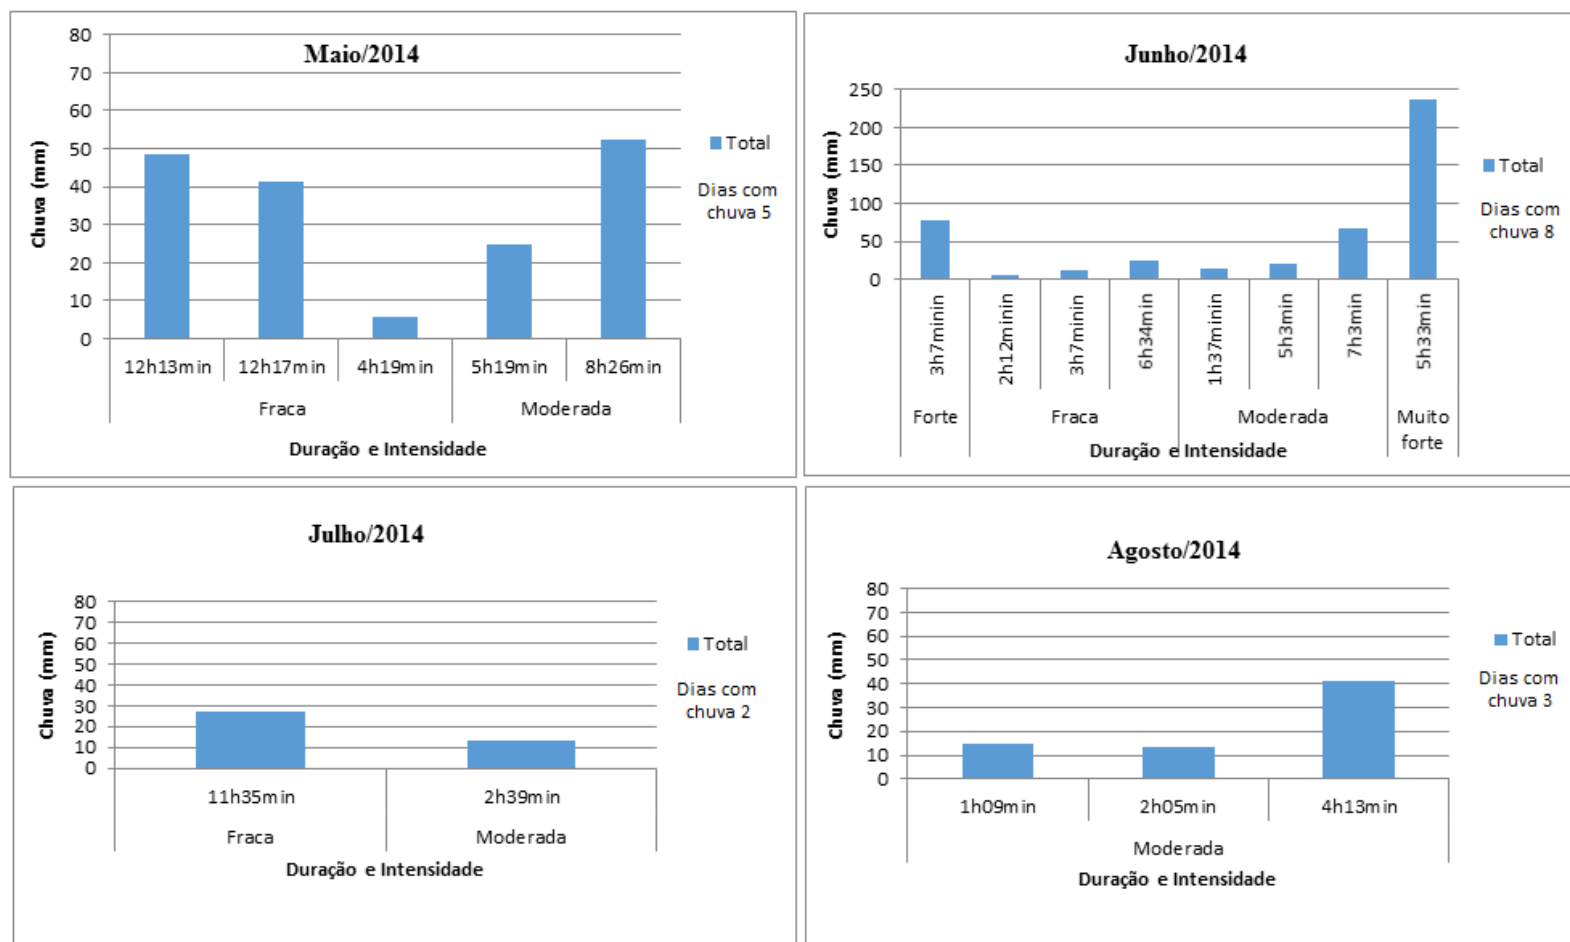 Maio/2014
80
70
60
50
40
30
20
10
0
Chuva (mm)
12h13min 12h17min 4h19min 5h19min 8h26min
Fraca Moderada
Duração e Intensidade
Total
Dias com
chuva 5
Junho/2014
250
200
150
100
50
0
Chuva (mm)
3h7minin 2h12minin 3h7minin 6h34min 1h37minin 5h3min 7h3min 5h33min
Forte Fraca Moderada Muito
forte
Duração e Intensidade
Total
Dias com
chuva 8
Julho/2014
80
70
60
50
40
30
20
10
0
Chuva (mm)
11h35min 2h39min
Fraca Moderada
Duração e Intensidade
Total
Dias com
chuva 2
Agosto/2014
80
70
60
50
40
30
20
10
0
Chuva (mm)
1h09min 2h05min 4h13min
Moderada
Duração e Intensidade
Total
Dias com
chuva 3